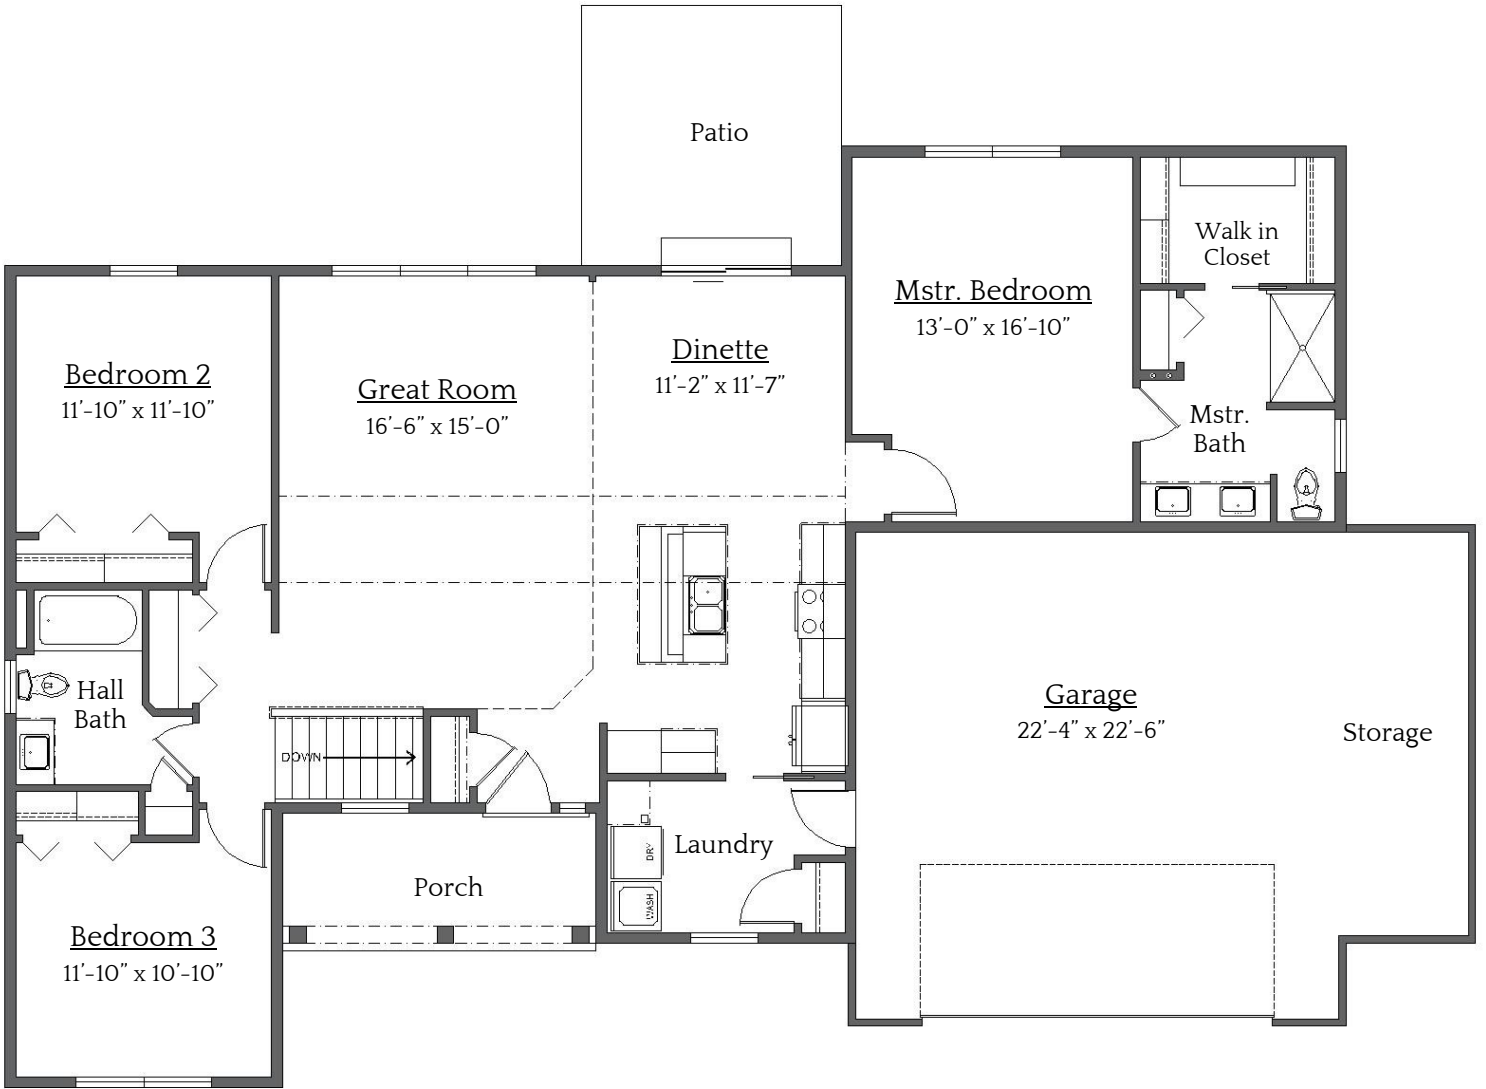 Patio
Walk in
Closet
Mstr. Bedroom
13’-0” x 16’-10”
Dinette
11’-2” x 11’-7”
Bedroom 2
11’-10” x 11’-10”
Great Room
16’-6” x 15’-0”
Mstr.
Bath
Hall
Bath
Garage
22’-4” x 22’-6”
Storage
DOWN
Laundry
DRY
WASH
Porch
Bedroom 3
11’-10” x 10’-10”